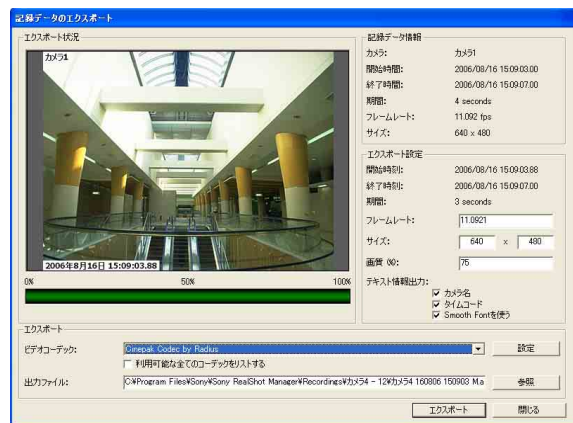 記録データのエクスポート
エクスポート状況
カメラ1
2006年8月16日 15:09:03.88
0% 50% 100%
記録データ情報
カメラ: カメラ1
開始時間: 2006/08/16 15:09:03.00
終了時間: 2006/08/16 15:09:07.00
期間: 4 seconds
フレームレート: 11.092 fps
サイズ: 640 x 480
エクスポート設定
開始時刻: 2006/08/16 15:09:03.88
終了時刻: 2006/08/16 15:09:07.00
期間: 3 seconds
フレームレート: 11.0921
サイズ: 640 x 480
画質 (%): 75
テキスト情報出力:
カメラ名
タイムコード
Smooth Fontを使う
エクスポート
ビデオコーデック: Cinepak Codec by Radius 設定
利用可能な全てのコーデックをリストする
出力ファイル: C:¥Program Files¥Sony¥Sony RealShot Manager¥Recordings¥カメラ4 - 12¥カメラ4 160806 150903 M.a 参照
エクスポート 閉じる